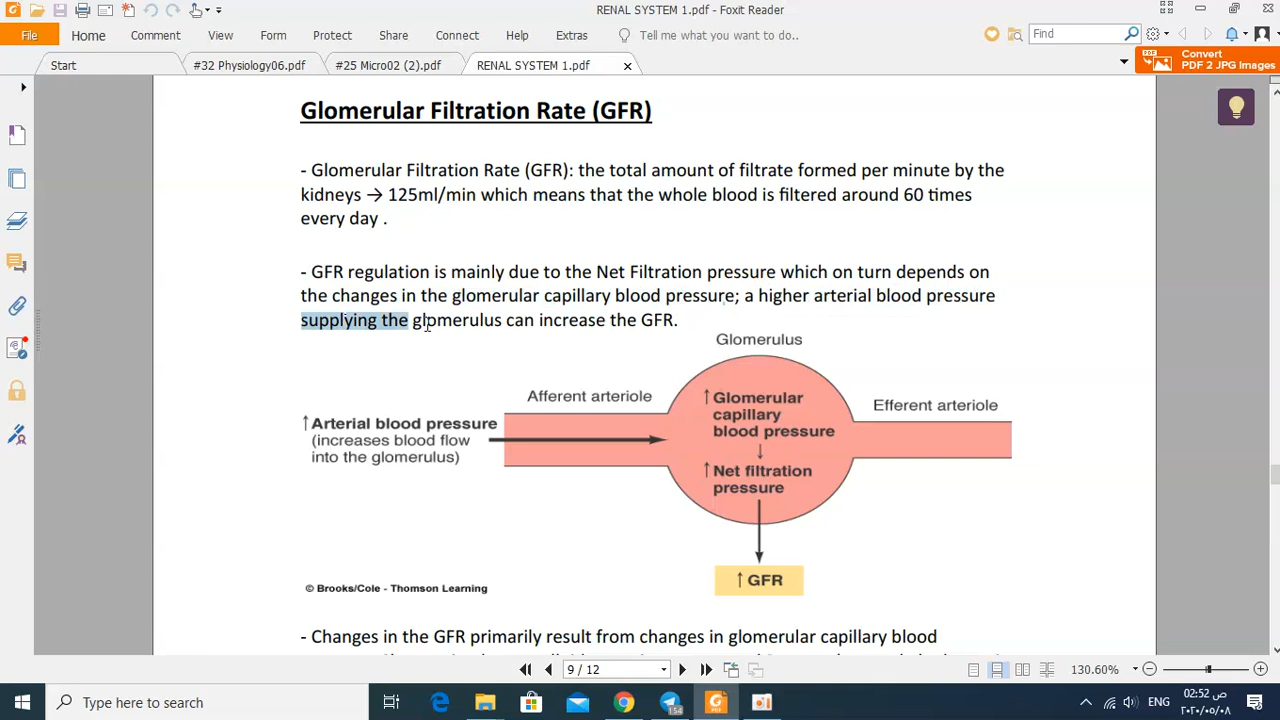 RENAL SYSTEM 1.pdf - Foxit Reader
File Home Comment View Form Protect Share Connect Help Extras Tell me what you want to do.. Find
Start #32 Physiology06.pdf #25 Micro02 (2).pdf RENAL SYSTEM 1.pdf
Convert
PDF 2 JPG Images
Glomerular Filtration Rate (GFR)
- Glomerular Filtration Rate (GFR): the total amount of filtrate formed per minute by the
kidneys → 125ml/min which means that the whole blood is filtered around 60 times
every day .
- GFR regulation is mainly due to the Net Filtration pressure which on turn depends on
the changes in the glomerular capillary blood pressure; a higher arterial blood pressure
supplying the glomerulus can increase the GFR.
Glomerulus
Afferent arteriole
Efferent arteriole
↑ Arterial blood pressure
(increases blood flow
into the glomerulus)
↑ Glomerular
capillary
blood pressure
↓
↑ Net filtration
pressure
↑ GFR
© Brooks/Cole - Thomson Learning
- Changes in the GFR primarily result from changes in glomerular capillary blood
9 / 12
130.60%
Type here to search
154
ENG
02:52 ص
٢٠٢٠/٠٥/٠٨